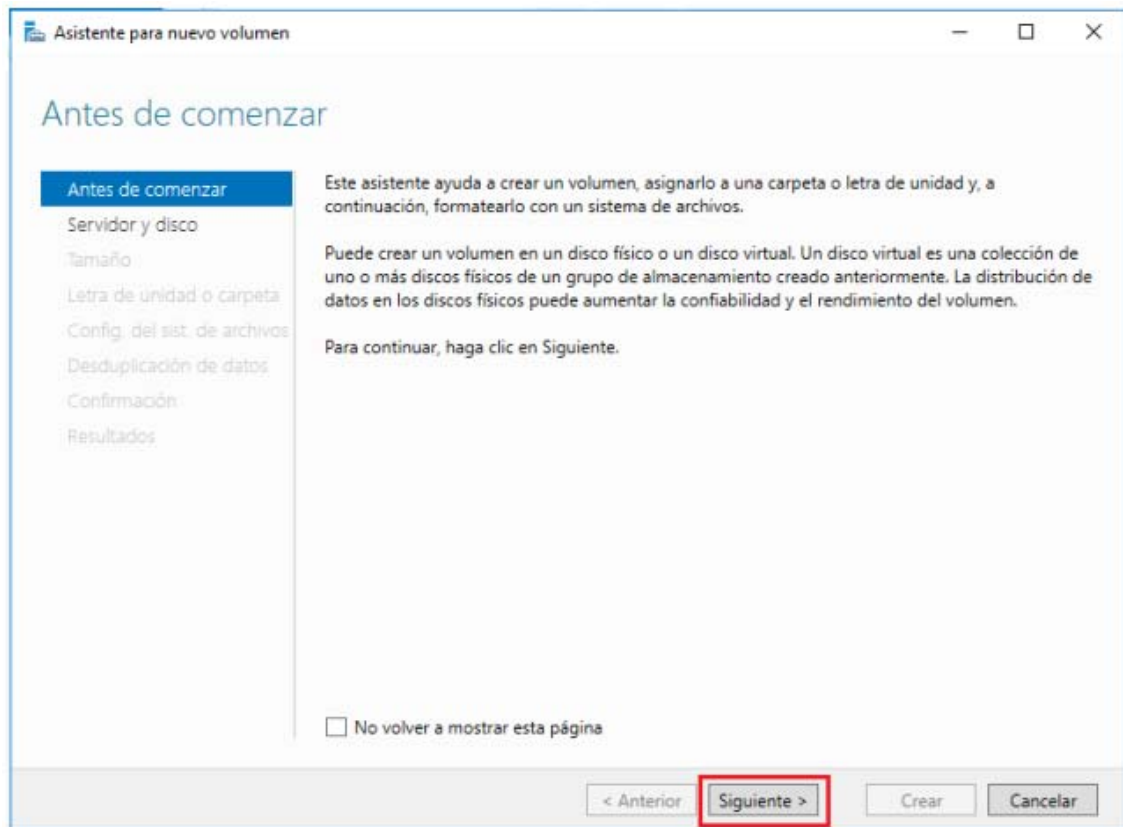 Asistente para nuevo volumen
Antes de comenzar
Antes de comenzar
Servidor y disco
Tamaño
Letra de unidad o carpeta
Config. del sist. de archivos
Desduplicación de datos
Confirmación
Resultados
Este asistente ayuda a crear un volumen, asignarlo a una carpeta o letra de unidad y, a
continuación, formatearlo con un sistema de archivos.
Puede crear un volumen en un disco físico o un disco virtual. Un disco virtual es una colección de
uno o más discos físicos de un grupo de almacenamiento creado anteriormente. La distribución de
datos en los discos físicos puede aumentar la confiabilidad y el rendimiento del volumen.
Para continuar, haga clic en Siguiente.
No volver a mostrar esta página
< Anterior
Siguiente >
Crear
Cancelar